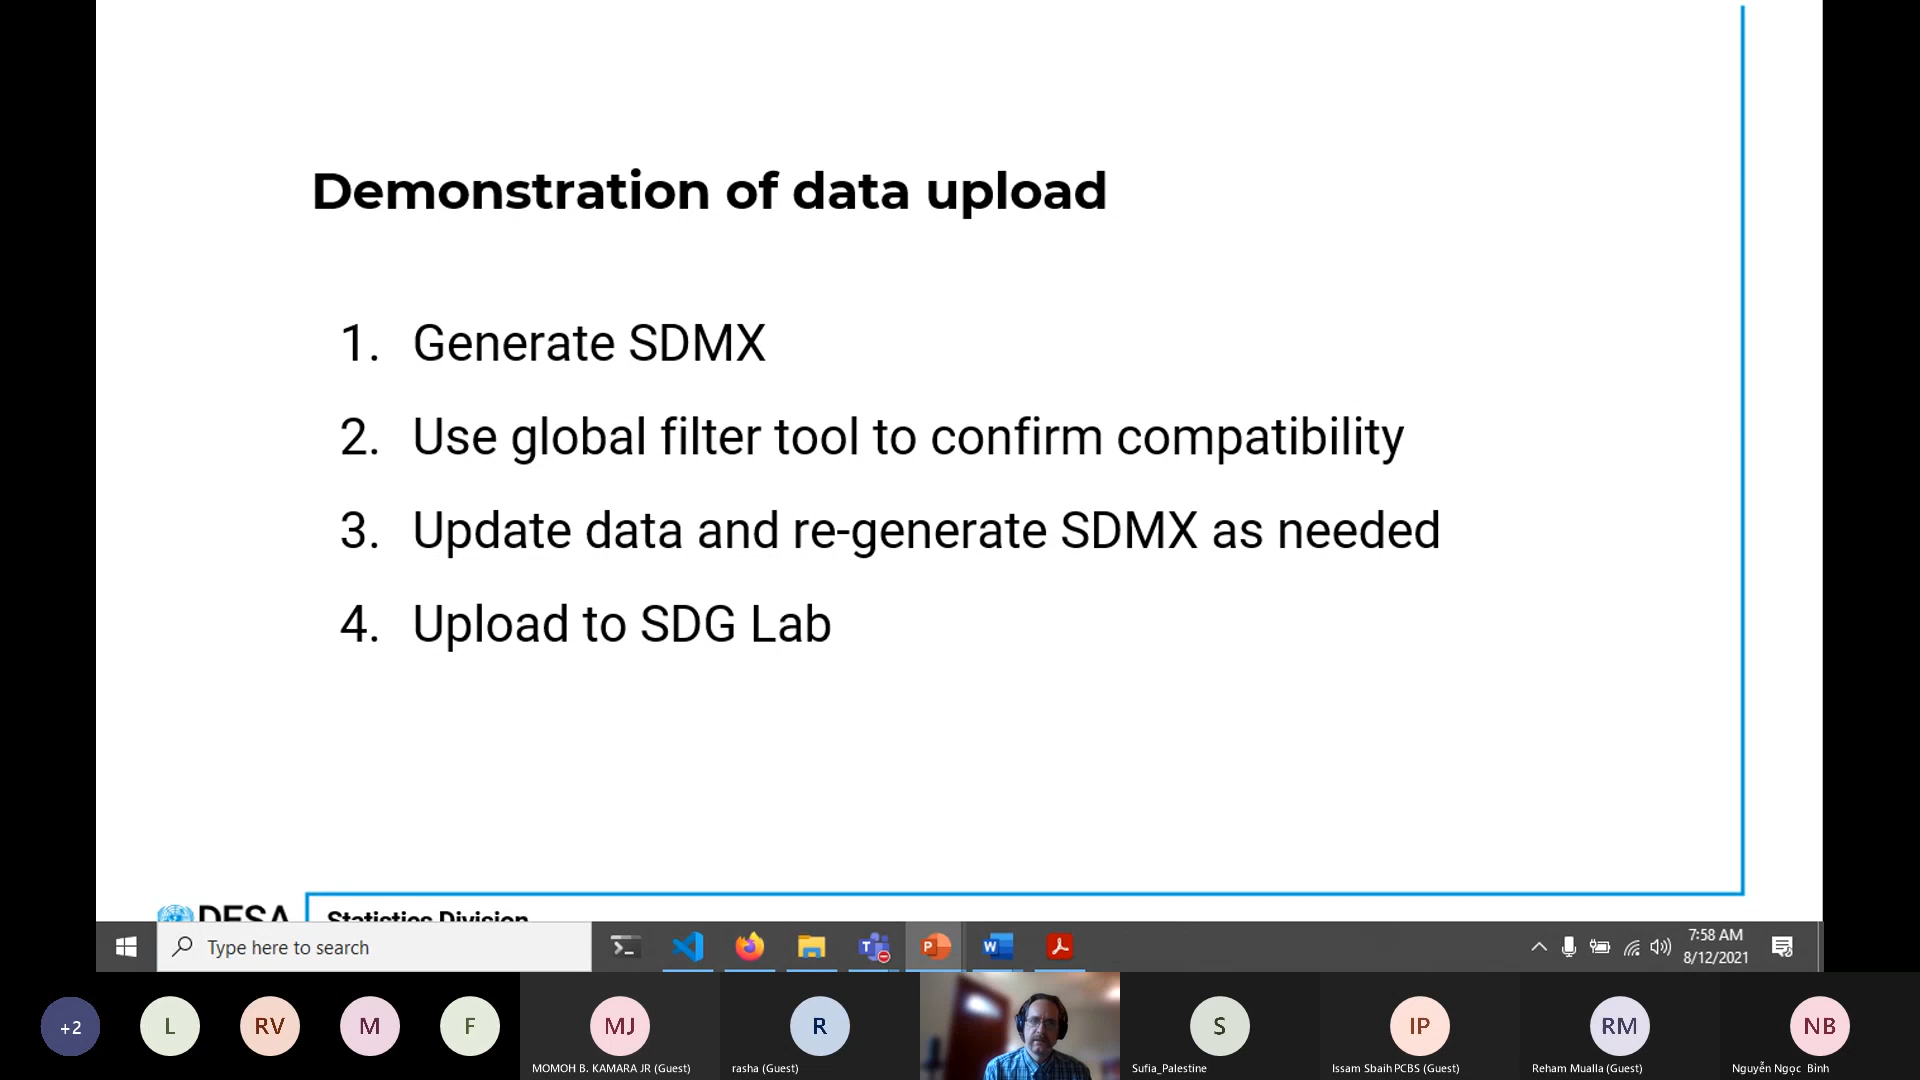 Demonstration of data upload
1. Generate SDMX
2. Use global filter tool to confirm compatibility
3. Update data and re-generate SDMX as needed
4. Upload to SDG Lab
DESA
Statistics Division
Type here to search
7:58 AM
8/12/2021
+2
L
RV
M
F
MJ
R
S
IP
RM
NB
MOMOH B. KAMARA JR (Guest)
rasha (Guest)
Sufia_Palestine
Issam Sbaih PCBS (Guest)
Reham Mualla (Guest)
Nguyễn Ngọc Bình